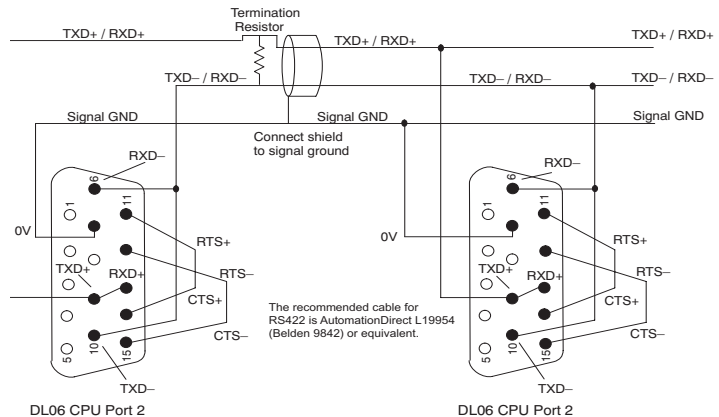 Termination
Resistor
TXD+ / RXD+
TXD+ / RXD+
TXD+ / RXD+
TXD– / RXD–
TXD– / RXD–
TXD– / RXD–
Signal GND
Signal GND
Signal GND
Connect shield
to signal ground
RXD–
6
1
11
0V
RTS+
TXD+
RXD+
RTS–
CTS+
CTS–
5
10
15
TXD–
DL06 CPU Port 2
The recommended cable for
RS422 is AutomationDirect L19954
(Belden 9842) or equivalent.
RXD–
6
1
11
0V
RTS+
TXD+
RXD+
RTS–
CTS+
CTS–
5
10
15
TXD–
DL06 CPU Port 2